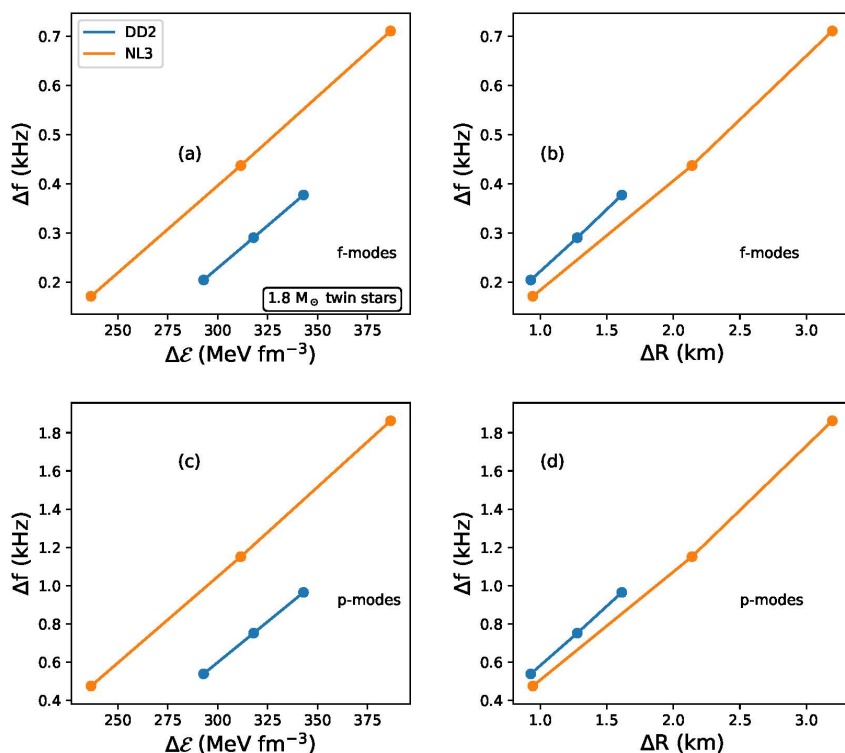 DD2
NL3
0.7
0.6
0.5
0.4
0.3
0.2
Δf (kHz)
(a)
f-modes
1.8 M⊙ twin stars
250 275 300 325 350 375
Δℰ (MeV fm⁻³)
0.7
0.6
0.5
0.4
0.3
0.2
Δf (kHz)
(b)
f-modes
1.0 1.5 2.0 2.5 3.0
ΔR (km)
1.8
1.6
1.4
1.2
1.0
0.8
0.6
0.4
Δf (kHz)
(c)
p-modes
250 275 300 325 350 375
Δℰ (MeV fm⁻³)
1.8
1.6
1.4
1.2
1.0
0.8
0.6
0.4
Δf (kHz)
(d)
p-modes
1.0 1.5 2.0 2.5 3.0
ΔR (km)